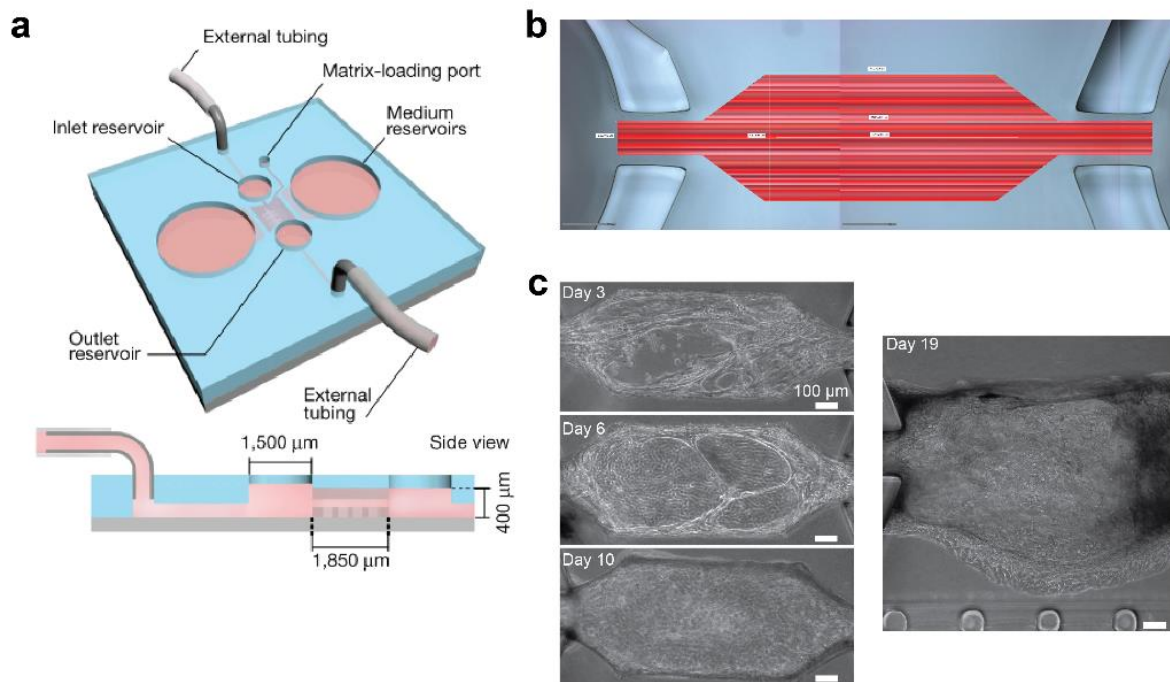 a
External tubing
Matrix-loading port
Inlet reservoir
Medium
reservoirs
Outlet
reservoir
External
tubing
1,500 µm
Side view
400 µm
1,850 µm
b
c
Day 3
100 µm
Day 6
Day 10
Day 19